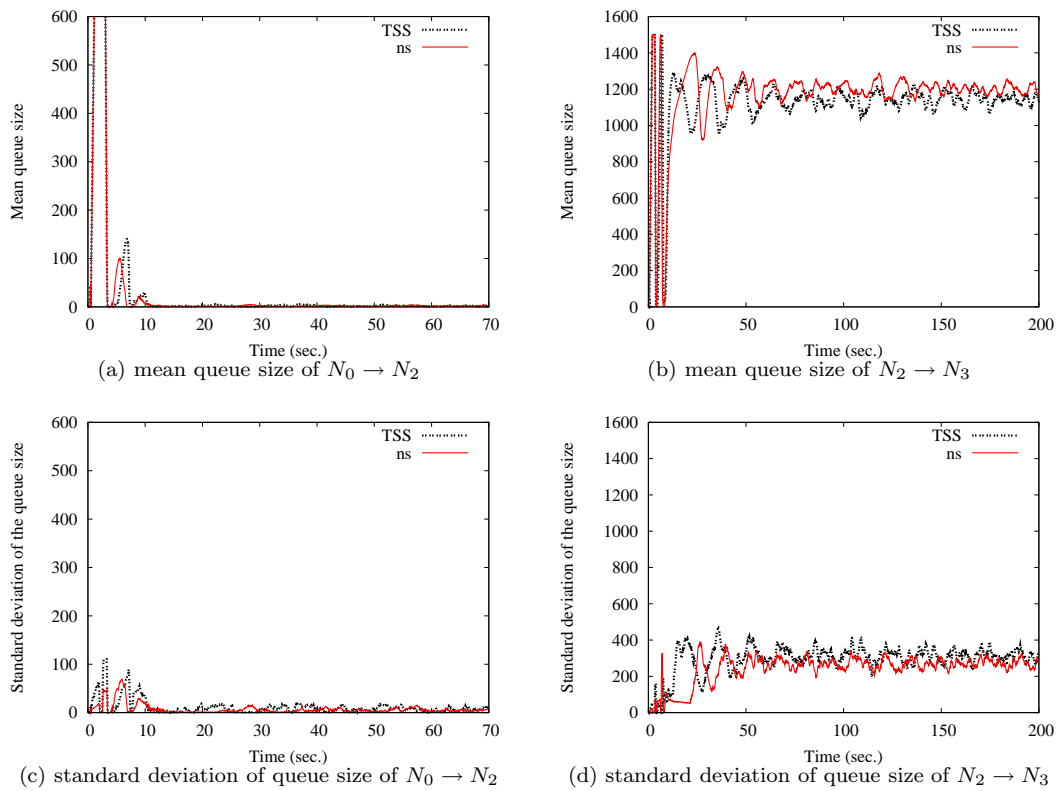 600
500
400
300
200
100
0
Mean queue size
TSS
ns
0 10 20 30 40 50 60 70
Time (sec.)
(a) mean queue size of N0 → N2
1600
1400
1200
1000
800
600
400
200
0
Mean queue size
TSS
ns
0 50 100 150 200
Time (sec.)
(b) mean queue size of N2 → N3
600
500
400
300
200
100
0
Standard deviation of the queue size
TSS
ns
0 10 20 30 40 50 60 70
Time (sec.)
(c) standard deviation of queue size of N0 → N2
1600
1400
1200
1000
800
600
400
200
0
Standard deviation of the queue size
TSS
ns
0 50 100 150 200
Time (sec.)
(d) standard deviation of queue size of N2 → N3